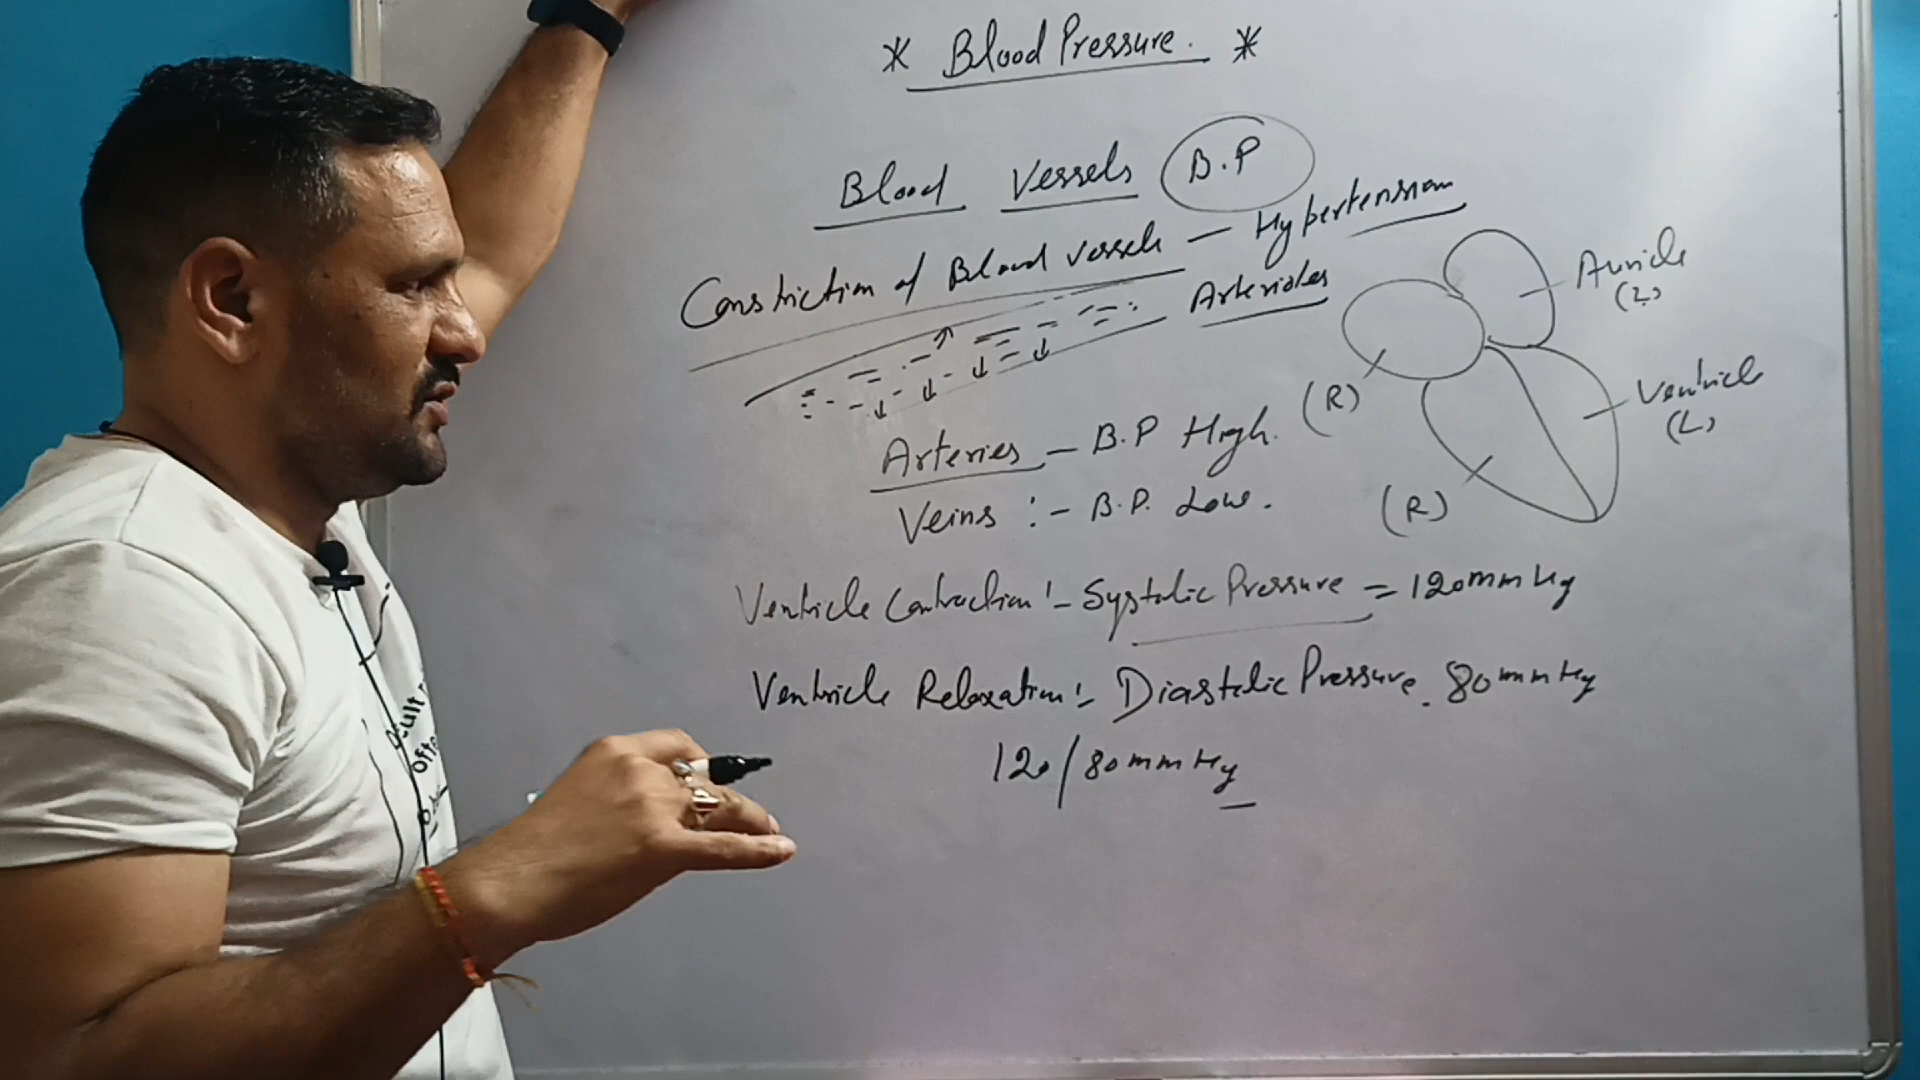 * Blood Pressure. *
Blood Vessels B.P
Constriction of Blood vessels - Hypertension
Arterioles
Auricle
(L)
(R)
Ventricle
(L)
(R)
Arteries - B.P High.
Veins :- B.P. Low.
Ventricle Contraction!- Systolic Pressure = 120mmHg
Ventricle Relaxation!- Diastolic Pressure. 80mmHg
120/80mmHg